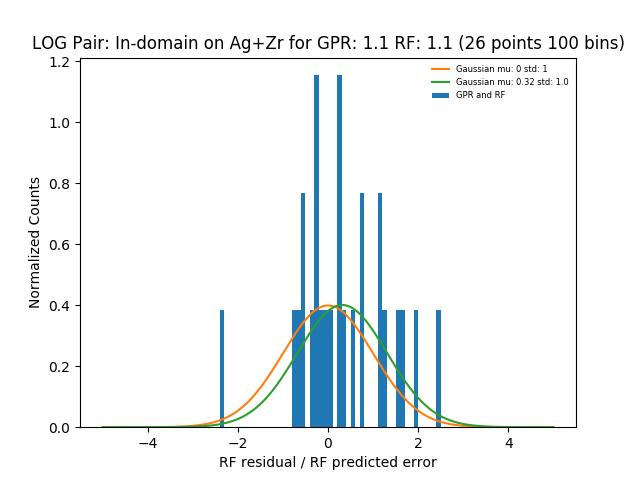 LOG Pair: In-domain on Ag+Zr for GPR: 1.1 RF: 1.1 (26 points 100 bins)
Gaussian mu: 0 std: 1
Gaussian mu: 0.32 std: 1.0
GPR and RF
Normalized Counts
1.2
1.0
0.8
0.6
0.4
0.2
0.0
−4
−2
0
2
4
RF residual / RF predicted error